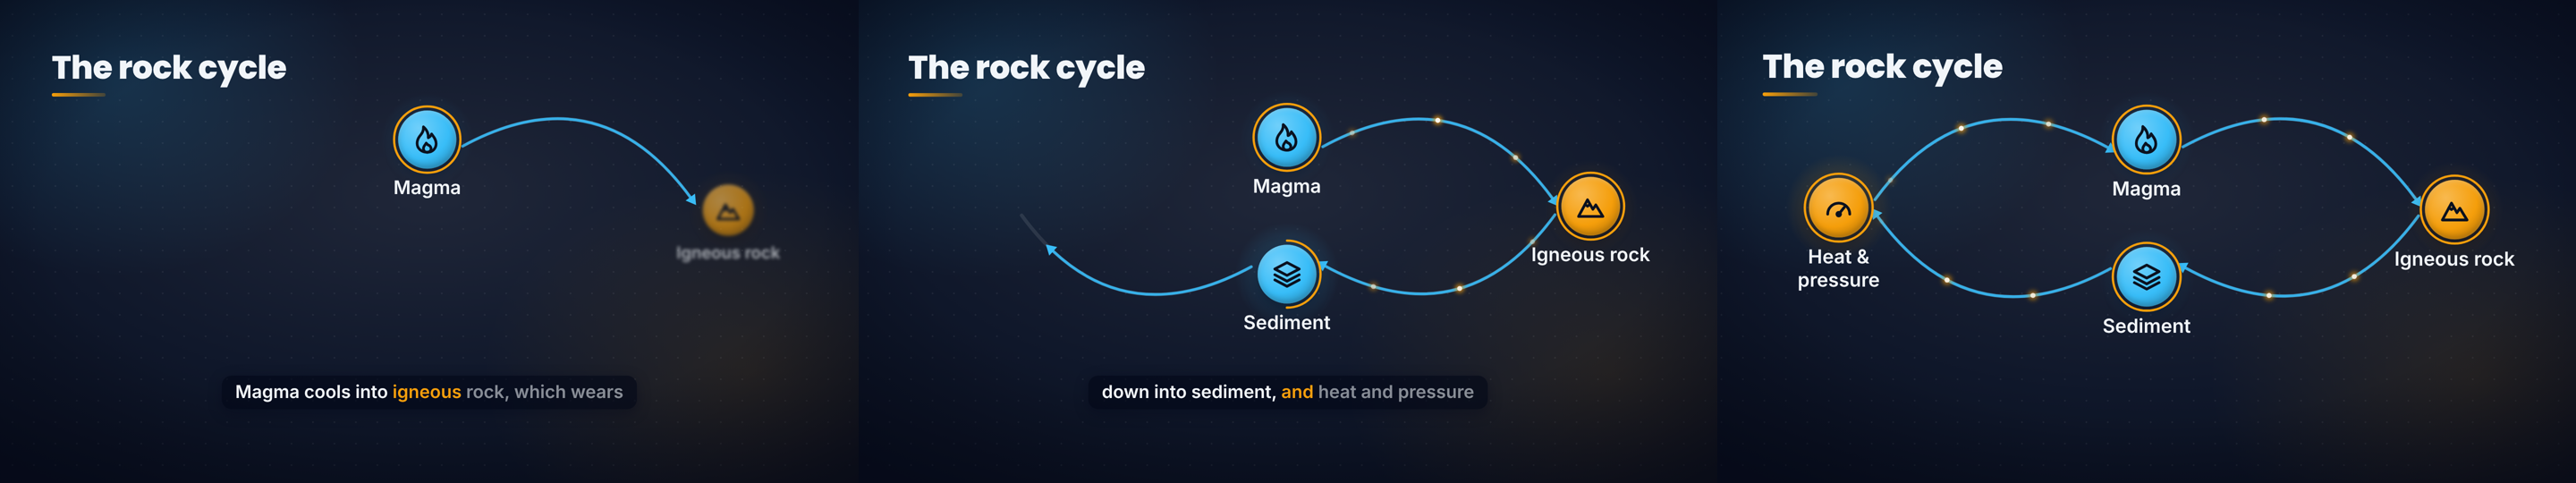 The rock cycle
Magma
Igneous rock
Magma cools into igneous rock, which wears
The rock cycle
Magma
Igneous rock
Sediment
down into sediment, and heat and pressure
The rock cycle
Magma
Heat &
pressure
Igneous rock
Sediment